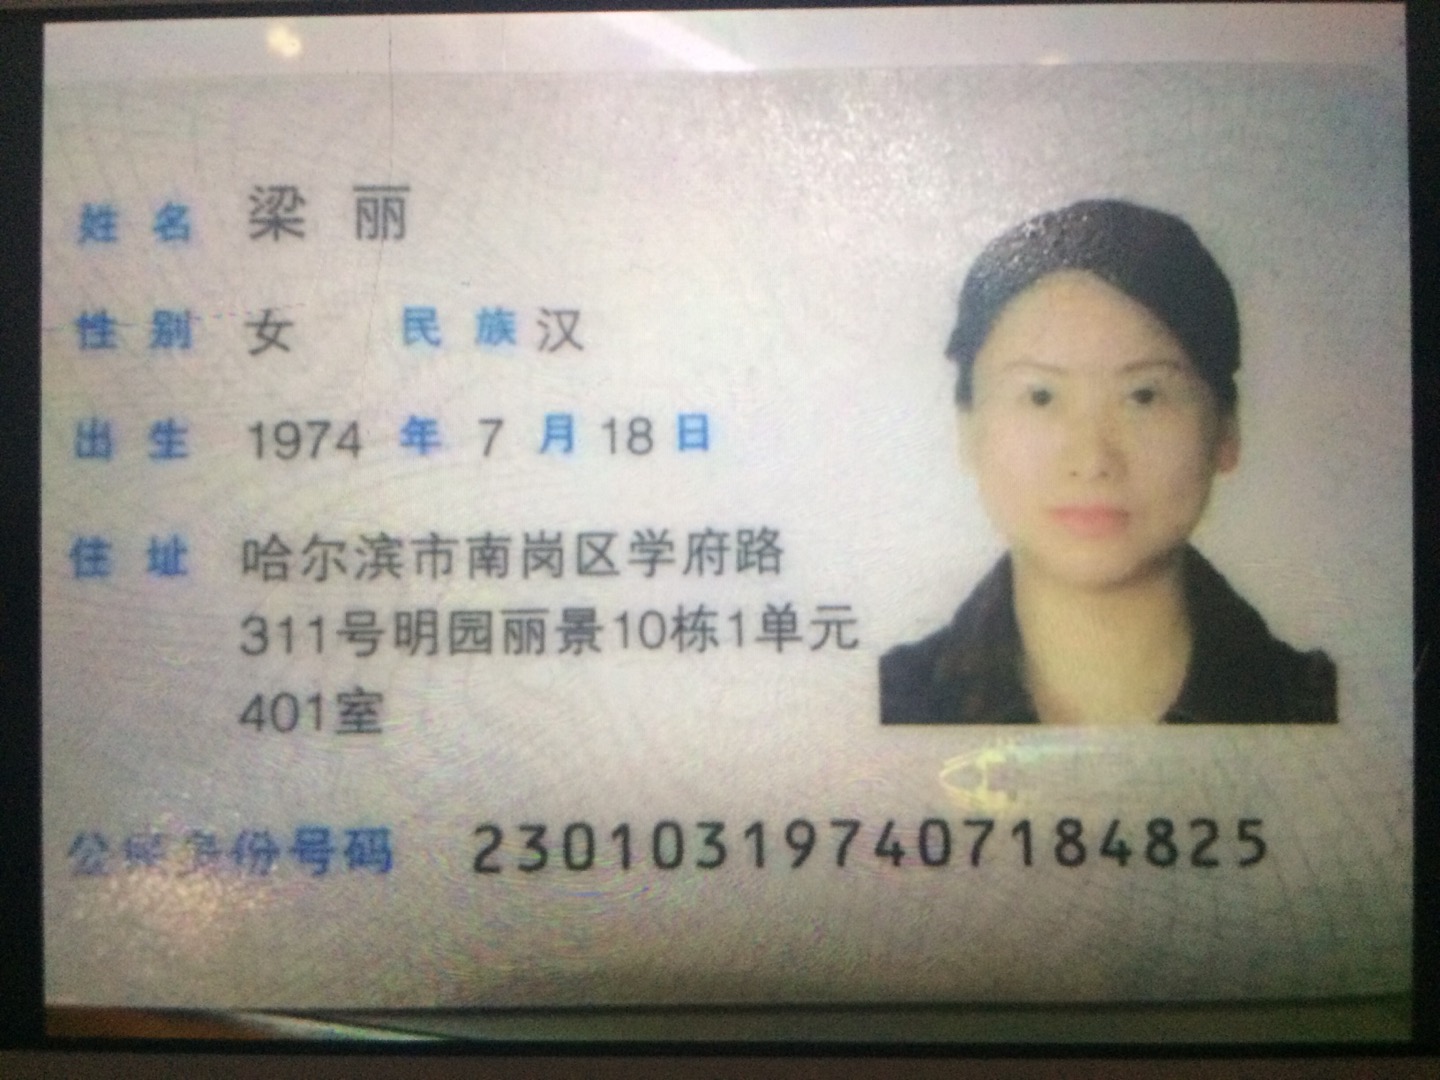 姓 名 梁 丽
性 别 女 民 族 汉
出 生 1974 年 7 月 18 日
住 址 哈尔滨市南岗区学府路
311号明园丽景10栋1单元
401室
公民身份号码 230103197407184825